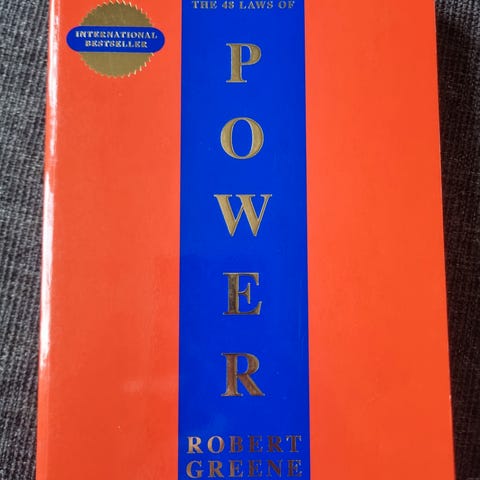 THE 48 LAWS OF
INTERNATIONAL
BESTSELLER
P
O
W
E
R
ROBERT
GREENE